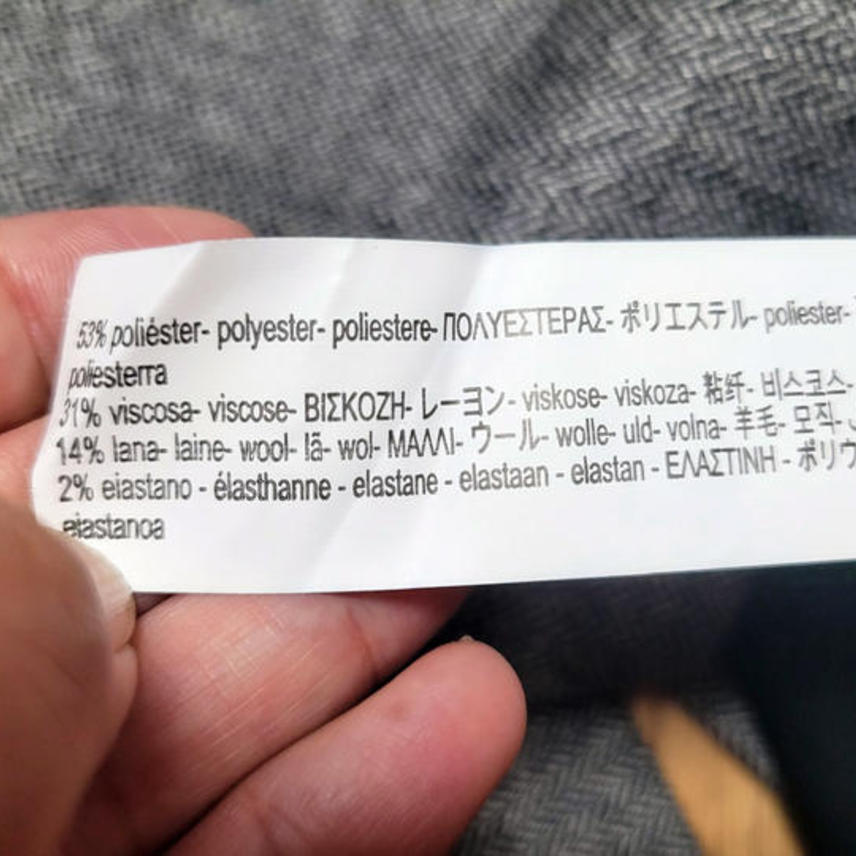 53% poliéster- polyester- poliestere- ΠΟΛΥΕΣΤΕΡΑΣ- ポリエステル- poliester-
poliesterra
31% viscosa- viscose- ΒΙΣΚΟΖΗ- レーヨン- viskose- viskoza- 粘纤- 비스코스-
14% lana- laine- wool- lã- wol- ΜΑΛΛΙ- ウール- wolle- uld- volna- 羊毛- 모직-
2% elastano - élasthanne - elastane - elastaan - elastan - ΕΛΑΣΤΙΝΗ - ポリウ
elastanoa